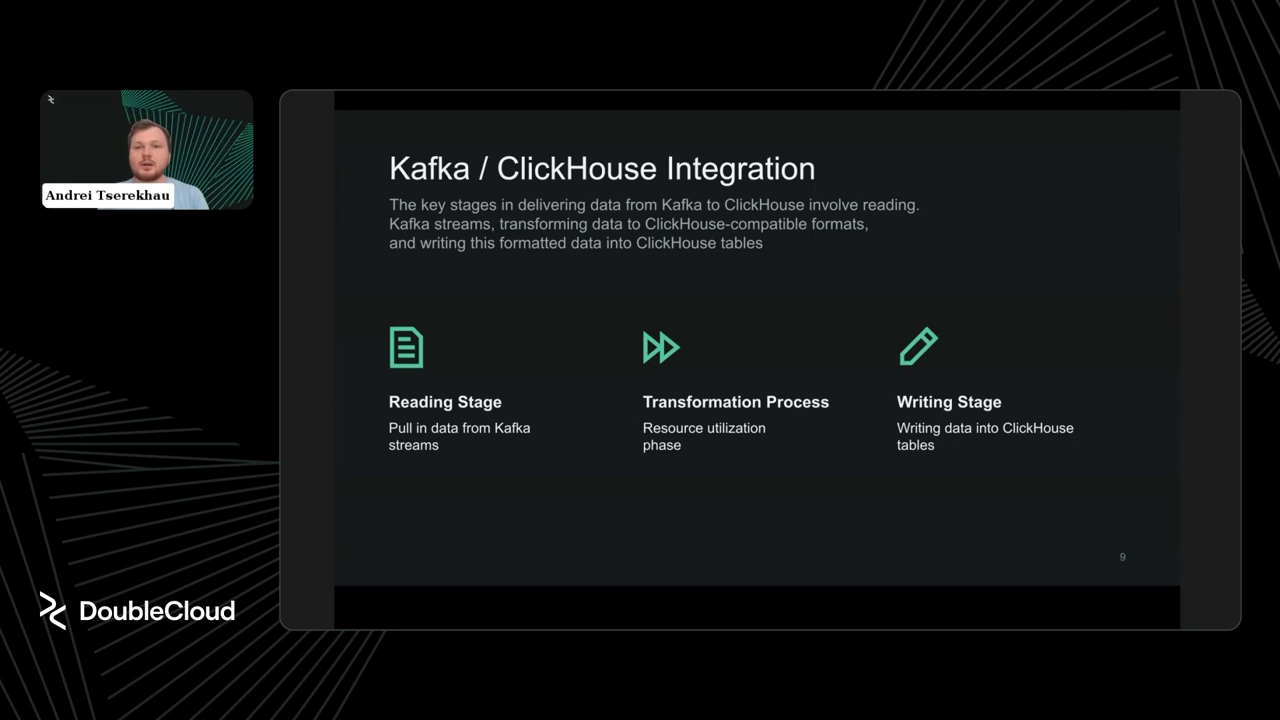 Andrei Tserekhau
Kafka / ClickHouse Integration
The key stages in delivering data from Kafka to ClickHouse involve reading.
Kafka streams, transforming data to ClickHouse-compatible formats,
and writing this formatted data into ClickHouse tables
Reading Stage
Pull in data from Kafka
streams
Transformation Process
Resource utilization
phase
Writing Stage
Writing data into ClickHouse
tables
9
DoubleCloud